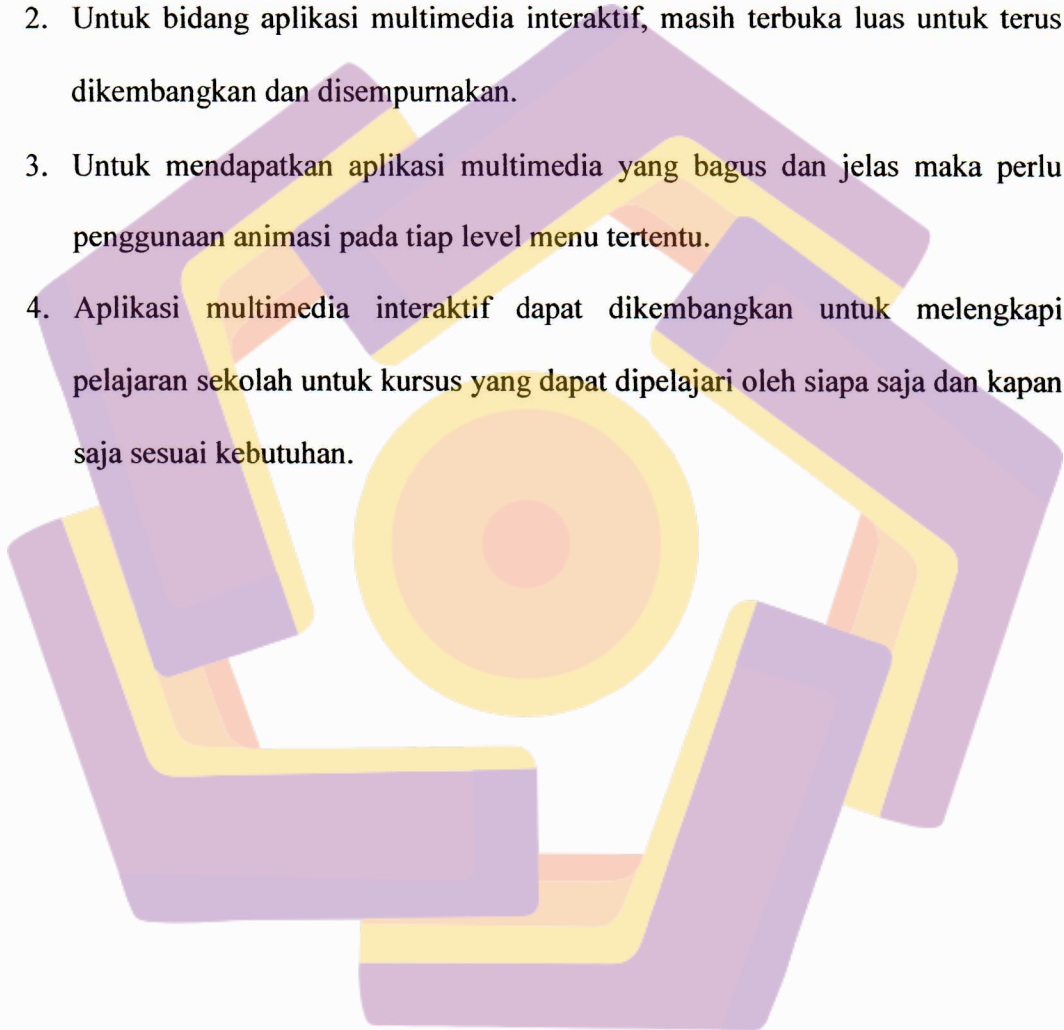 2. Untuk bidang aplikasi multimedia interaktif, masih terbuka luas untuk terus
dikembangkan dan disempurnakan.
3. Untuk mendapatkan aplikasi multimedia yang bagus dan jelas maka perlu
penggunaan animasi pada tiap level menu tertentu.
4. Aplikasi multimedia interaktif dapat dikembangkan untuk melengkapi
pelajaran sekolah untuk kursus yang dapat dipelajari oleh siapa saja dan kapan
saja sesuai kebutuhan.